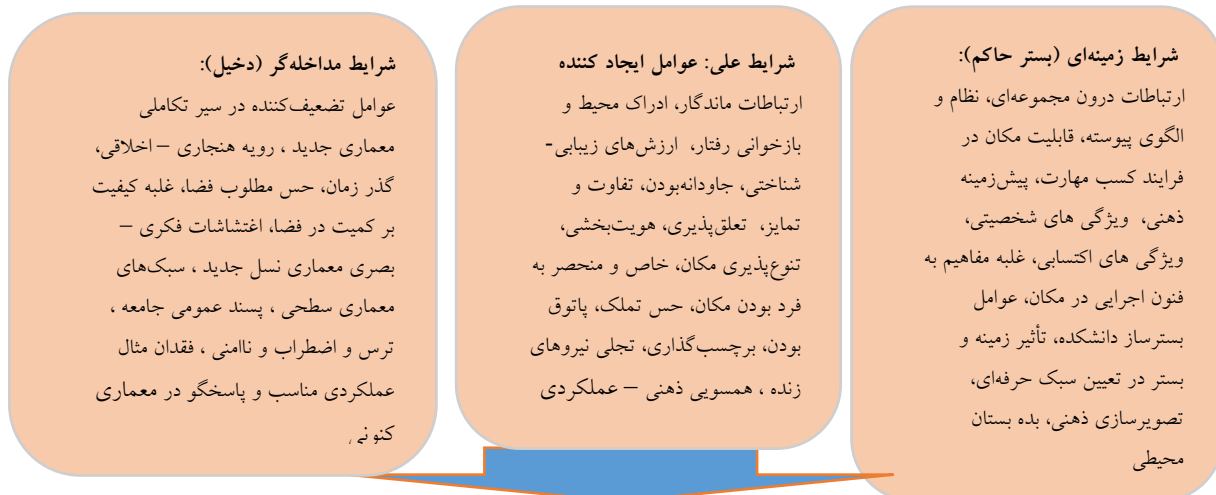 شرایط زمینه‌ای (بستر حاکم):
ارتباطات درون مجموعه‌ای، نظام و
الگوی پیوسته، قابلیت مکان در
فرایند کسب مهارت، پیش‌زمینه
ذهنی، ویژگی های شخصیتی،
ویژگی های اکتسابی، غلبه مفاهیم به
فنون اجرایی در مکان، عوامل
بسترساز دانشکده، تأثیر زمینه و
بستر در تعیین سبک حرفه‌ای،
تصویرسازی ذهنی، بده بستان
محیطی
شرایط علی: عوامل ایجاد کننده
ارتباطات ماندگار، ادراک محیط و
بازخوانی رفتار، ارزش‌های زیبایی-
شناختی، جاودانه‌بودن، تفاوت و
تمایز، تعلق‌پذیری، هویت‌بخشی،
تنوع‌پذیری مکان، خاص و منحصر به
فرد بودن مکان، حس تملک، پاتوق
بودن، برچسب‌گذاری، تجلی نیروهای
زنده ، همسویی ذهنی – عملکردی
شرایط مداخله‌گر (دخیل):
عوامل تضعیف‌کننده در سیر تکاملی
معماری جدید ، رویه هنجاری – اخلاقی،
گذر زمان، حس مطلوب فضا، غلبه کیفیت
بر کمیت در فضا، اغتشاشات فکری –
بصری معماری نسل جدید ، سبک‌های
معماری سطحی ، پسند عمومی جامعه ،
ترس و اضطراب و ناامنی ، فقدان مثال
عملکردی مناسب و پاسخگو در معماری
کنونی